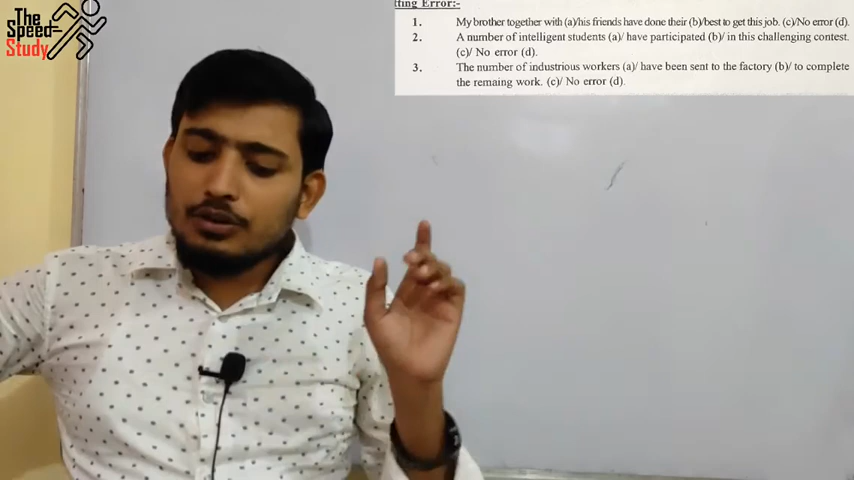 The
Speed-
Study
tting Error:-
1. My brother together with (a)/his friends have done their (b)/best to get this job. (c)/No error (d).
2. A number of intelligent students (a)/ have participated (b)/ in this challenging contest.
(c)/ No error (d).
3. The number of industrious workers (a)/ have been sent to the factory (b)/ to complete
the remaing work. (c)/ No error (d).